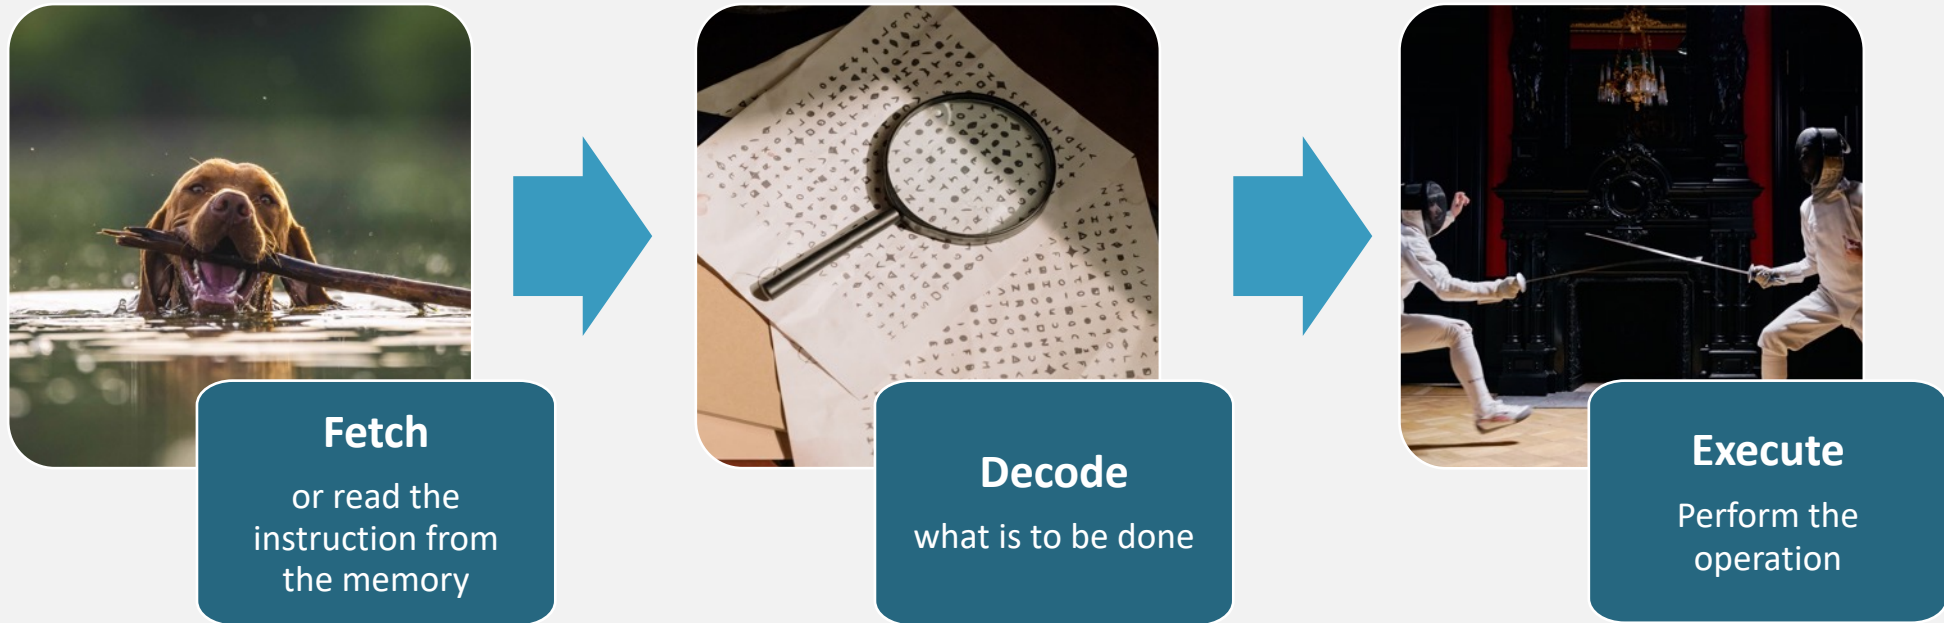 Fetch
or read the
instruction from
the memory
Decode
what is to be done
Execute
Perform the
operation